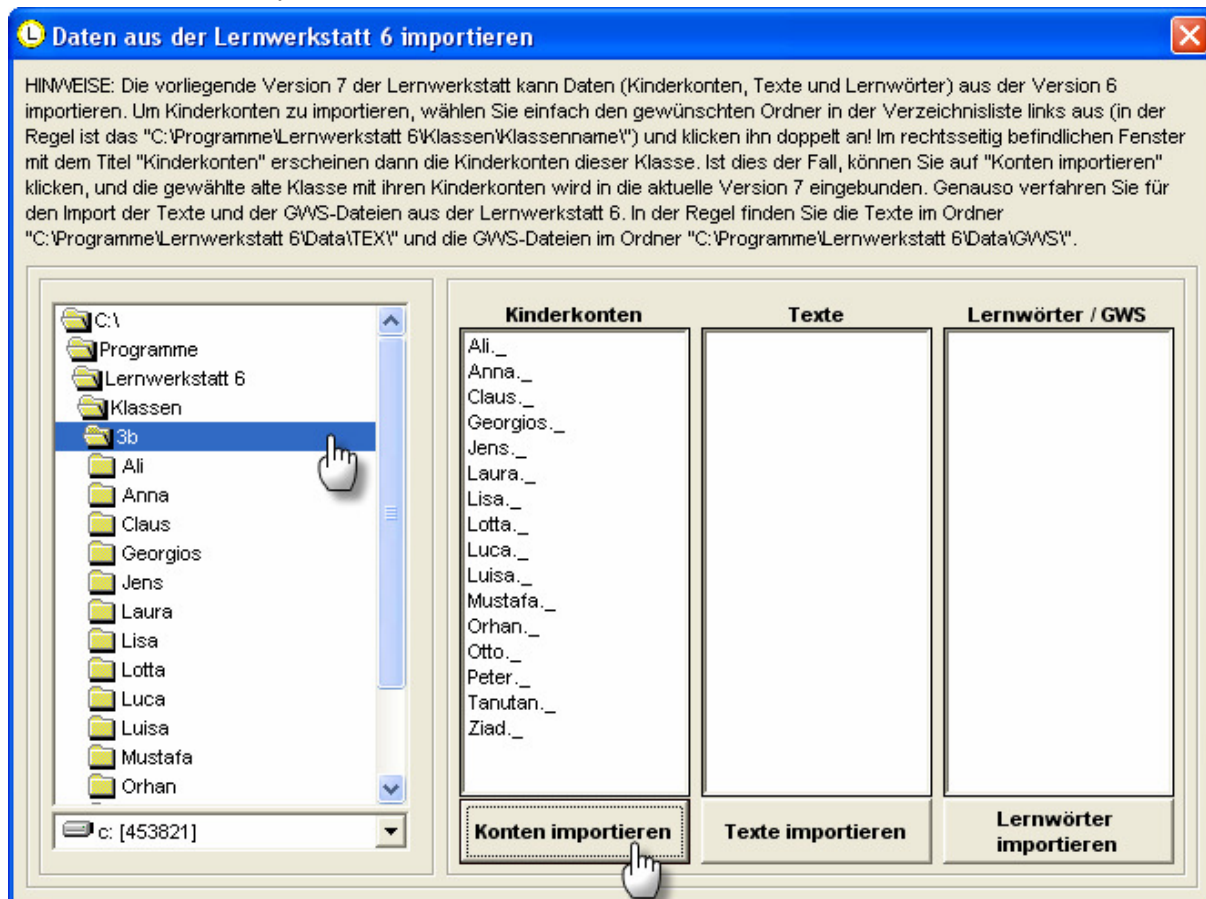 Daten aus der Lernwerkstatt 6 importieren
HINWEISE: Die vorliegende Version 7 der Lernwerkstatt kann Daten (Kinderkonten, Texte und Lernwörter) aus der Version 6
importieren. Um Kinderkonten zu importieren, wählen Sie einfach den gewünschten Ordner in der Verzeichnisliste links aus (in der
Regel ist das "C:\Programme\Lernwerkstatt 6\Klassen\Klassenname\") und klicken ihn doppelt an! Im rechtsseitig befindlichen Fenster
mit dem Titel "Kinderkonten" erscheinen dann die Kinderkonten dieser Klasse. Ist dies der Fall, können Sie auf "Konten importieren"
klicken, und die gewählte alte Klasse mit ihren Kinderkonten wird in die aktuelle Version 7 eingebunden. Genauso verfahren Sie für
den Import der Texte und der GWS-Dateien aus der Lernwerkstatt 6. In der Regel finden Sie die Texte im Ordner
"C:\Programme\Lernwerkstatt 6\Data\TEX\" und die GWS-Dateien im Ordner "C:\Programme\Lernwerkstatt 6\Data\GWS\".
C:\
Programme
Lernwerkstatt 6
Klassen
3b
Ali
Anna
Claus
Georgios
Jens
Laura
Lisa
Lotta
Luca
Luisa
Mustafa
Orhan
c: [453821]
Kinderkonten
Ali._
Anna._
Claus._
Georgios._
Jens._
Laura._
Lisa._
Lotta._
Luca._
Luisa._
Mustafa._
Orhan._
Otto._
Peter._
Tanutan._
Ziad._
Konten importieren
Texte
Texte importieren
Lernwörter / GWS
Lernwörter
importieren